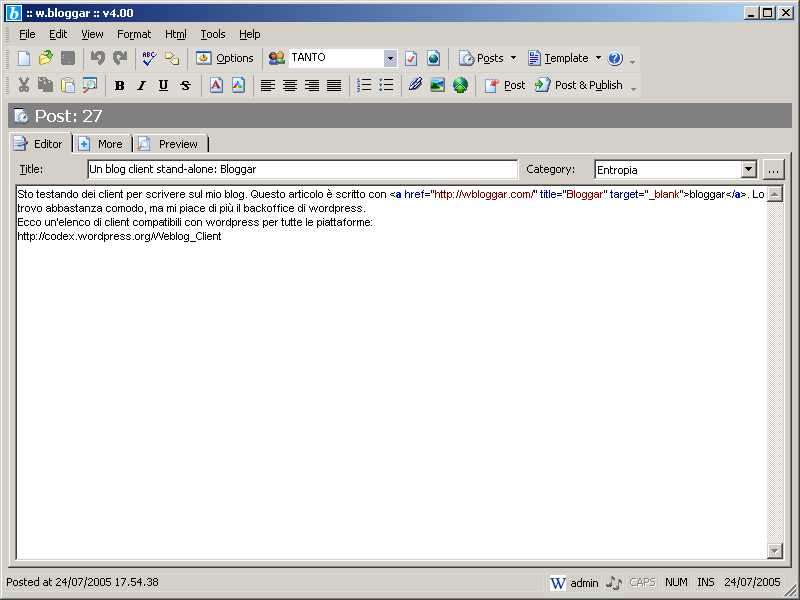 b :: w.bloggar :: v4.00
File Edit View Format Html Tools Help
ABC Options TANTO Posts Template ?
B I U S A A Post Post & Publish
Post: 27
Editor More Preview
Title: Un blog client stand-alone: Bloggar Category: Entropia ...
Sto testando dei client per scrivere sul mio blog. Questo articolo è scritto con <a href="http://wbloggar.com/" title="Bloggar" target="_blank">bloggar</a>. Lo
trovo abbastanza comodo, ma mi piace di più il backoffice di wordpress.
Ecco un'elenco di client compatibili con wordpress per tutte le piattaforme:
http://codex.wordpress.org/Weblog_Client
Posted at 24/07/2005 17.54.38 W admin CAPS NUM INS 24/07/2005